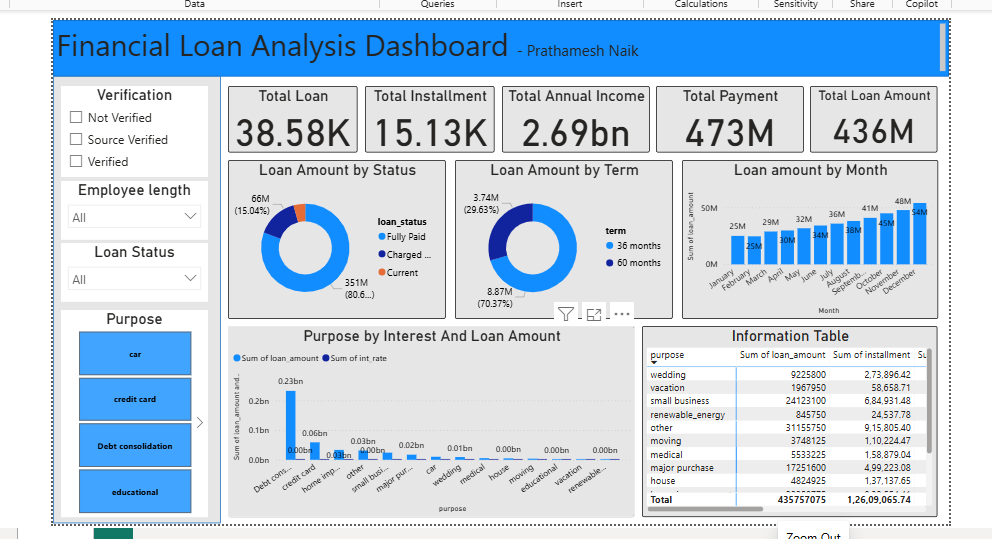 Data Queries Insert Calculations Sensitivity Share Copilot
Financial Loan Analysis Dashboard - Prathamesh Naik
Verification
Not Verified
Source Verified
Verified
Employee length
All
Loan Status
All
Purpose
car
credit card
Debt consolidation
educational
Total Loan
38.58K
Total Installment
15.13K
Total Annual Income
2.69bn
Total Payment
473M
Total Loan Amount
436M
Loan Amount by Status
66M
(15.04%)
351M
(80.6...)
loan_status
Fully Paid
Charged ...
Current
Loan Amount by Term
3.74M
(29.63%)
8.87M
(70.37%)
term
36 months
60 months
Loan amount by Month
Sum of loan_amount
50M
0M
25M 25M 29M 30M 32M 34M 36M 38M 41M 45M 48M 54M
January February March April May June July August Septemb... October November December
Month
Purpose by Interest And Loan Amount
Sum of loan_amount Sum of int_rate
Sum of loan_amount and..
0.2bn
0.1bn
0.0bn
0.23bn 0.00bn 0.06bn 0.03bn 0.03bn 0.00bn 0.02bn 0.01bn 0.00bn 0.00bn 0.00bn
Debt cons... credit card home imp... other small busi... major pur... car wedding medical house moving educational vacation renewable...
purpose
Information Table
purpose Sum of loan_amount Sum of installment Su
wedding 9225800 2,73,896.42
vacation 1967950 58,658.71
small business 24123100 6,84,931.48
renewable_energy 845750 24,537.78
other 31155750 9,15,805.40
moving 3748125 1,10,224.47
medical 5533225 1,58,879.04
major purchase 17251600 4,99,223.08
house 4824925 1,37,137.65
Total 435757075 1,26,09,065.74
Zoom Out